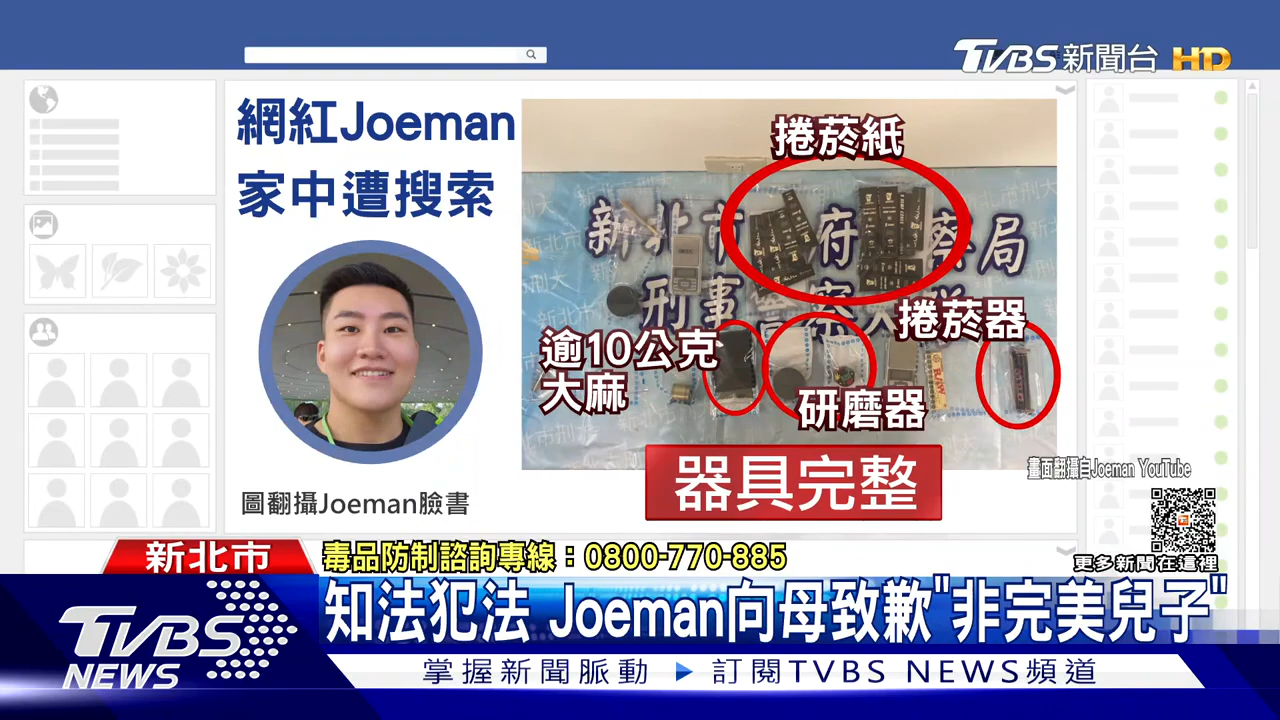 TVBS新聞台 HD
網紅Joeman
家中遭搜索
捲菸紙
新北市 府 察局
刑事警察大隊
捲菸器
逾10公克
大麻
研磨器
RAW
器具完整
圖翻攝Joeman臉書
畫面翻攝自Joeman YouTube
更多新聞在這裡
新北市
毒品防制諮詢專線：0800-770-885
知法犯法 Joeman向母致歉"非完美兒子"
TVBS
NEWS
掌握新聞脈動 ▶ 訂閱TVBS NEWS頻道